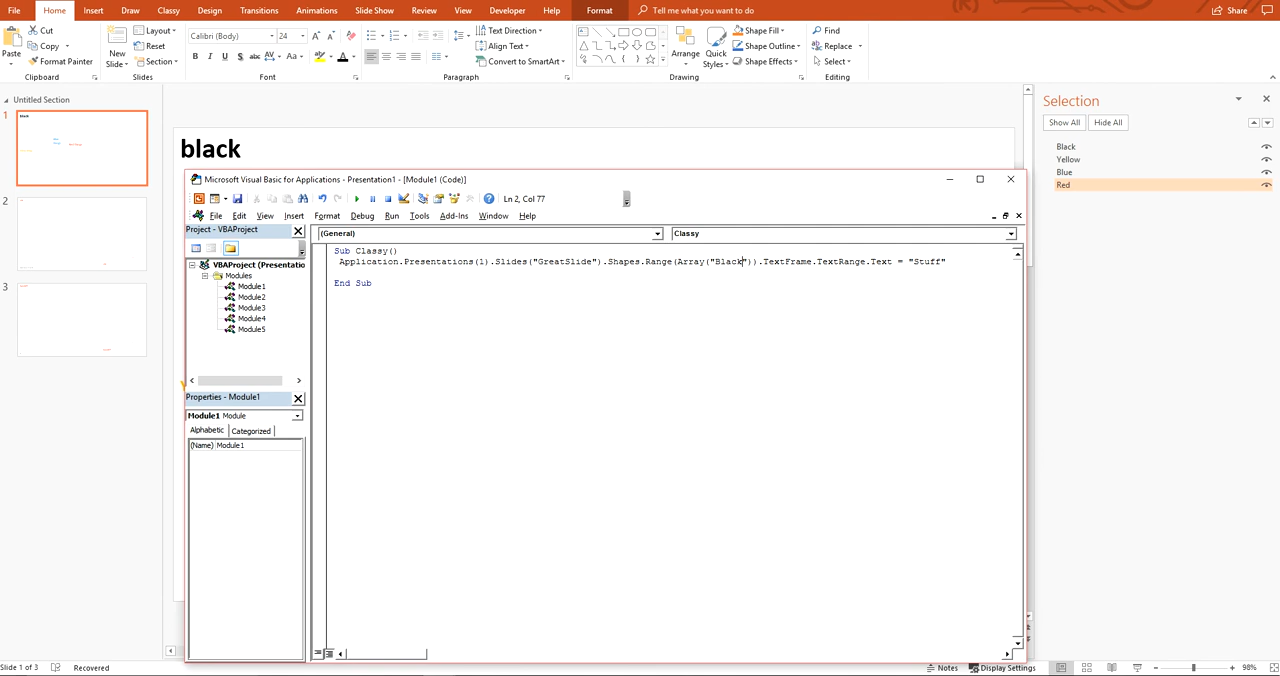 File Home Insert Draw Classy Design Transitions Animations Slide Show Review View Developer Help Format Tell me what you want to do Share
Paste
Cut
Copy
Format Painter
Clipboard
New Slide
Layout
Reset
Section
Slides
Calibri (Body) 24
B I U S abc AV Aa A
Font
Text Direction
Align Text
Convert to SmartArt
Paragraph
Arrange
Quick Styles
Shape Fill
Shape Outline
Shape Effects
Drawing
Find
Replace
Select
Editing
Untitled Section
1
black
2
3
black
Selection
Show All Hide All
Black
Yellow
Blue
Red
Microsoft Visual Basic for Applications - Presentation1 - [Module1 (Code)]
Ln 2, Col 77
File Edit View Insert Format Debug Run Tools Add-Ins Window Help
Project - VBAProject
VBAProject (Presentatio
Modules
Module1
Module2
Module3
Module4
Module5
Properties - Module1
Module1 Module
Alphabetic Categorized
(Name) Module1
(General) Classy
Sub Classy()
Application.Presentations(1).Slides("GreatSlide").Shapes.Range(Array("Black")).TextFrame.TextRange.Text = "Stuff"
End Sub
Slide 1 of 3 Recovered Notes Display Settings 98%